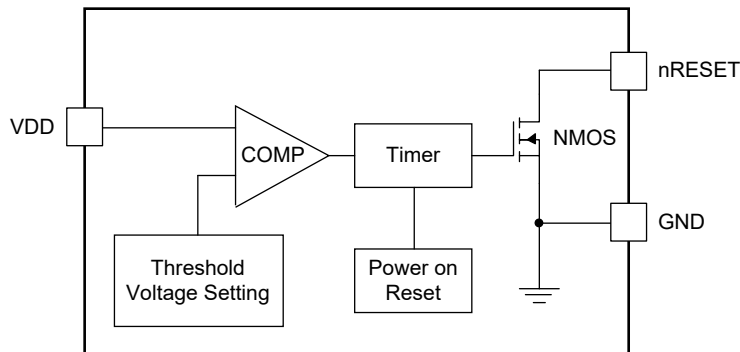 nRESET
VDD
COMP
Timer
NMOS
GND
Threshold
Voltage Setting
Power on
Reset